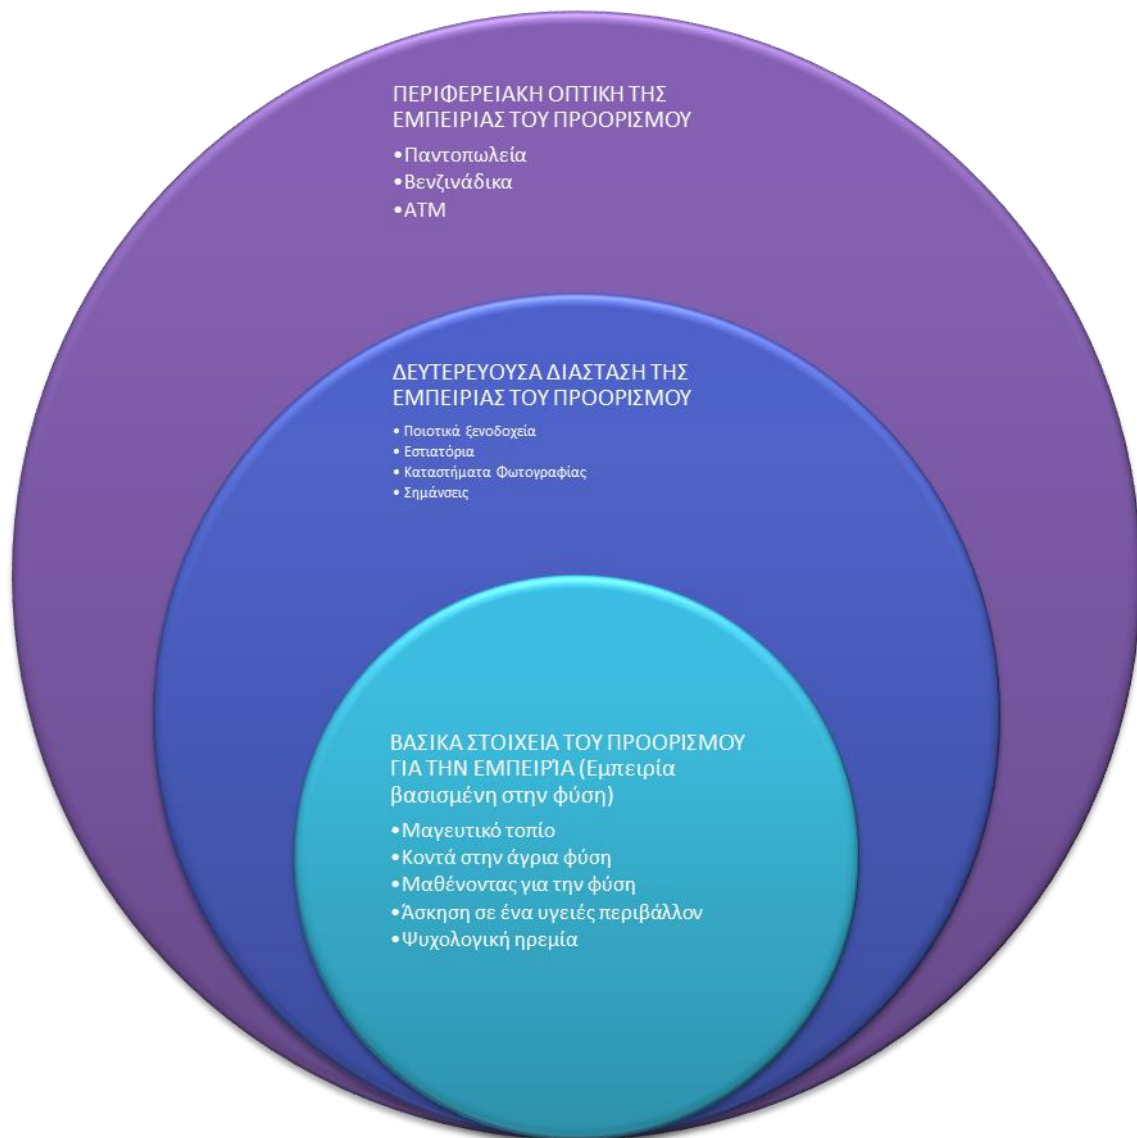 ΠΕΡΙΦΕΡΕΙΑΚΗ ΟΠΤΙΚΗ ΤΗΣ
ΕΜΠΕΙΡΙΑΣ ΤΟΥ ΠΡΟΟΡΙΣΜΟΥ
•Παντοπωλεία
•Βενζινάδικα
•ΑΤΜ
ΔΕΥΤΕΡΕΥΟΥΣΑ ΔΙΑΣΤΑΣΗ ΤΗΣ
ΕΜΠΕΙΡΙΑΣ ΤΟΥ ΠΡΟΟΡΙΣΜΟΥ
• Ποιοτικά ξενοδοχεία
• Εστιατόρια
• Καταστήματα Φωτογραφίας
• Σημάνσεις
ΒΑΣΙΚΑ ΣΤΟΙΧΕΙΑ ΤΟΥ ΠΡΟΟΡΙΣΜΟΥ
ΓΙΑ ΤΗΝ ΕΜΠΕΙΡΊΑ (Εμπειρία
βασισμένη στην φύση)
•Μαγευτικό τοπίο
•Κοντά στην άγρια φύση
•Μαθένοντας για την φύση
•Άσκηση σε ένα υγειές περιβάλλον
•Ψυχολογική ηρεμία